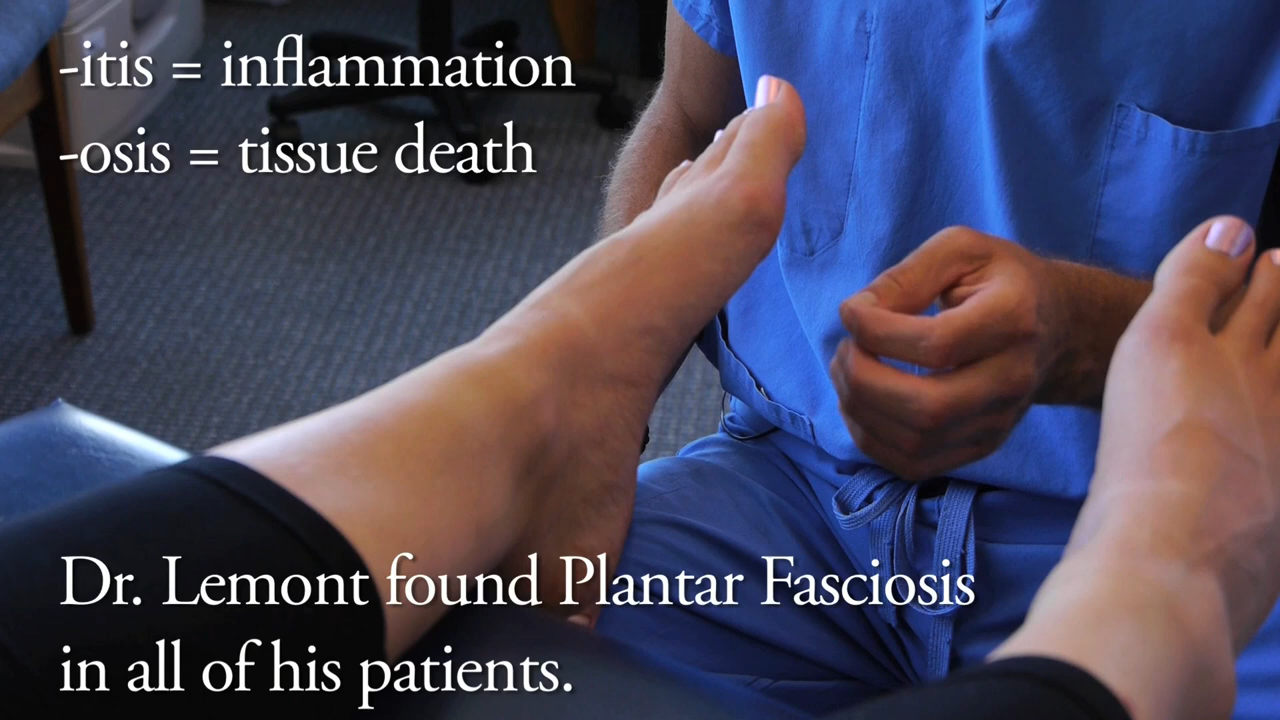 -itis = inflammation
-osis = tissue death
Dr. Lemont found Plantar Fasciosis
in all of his patients.